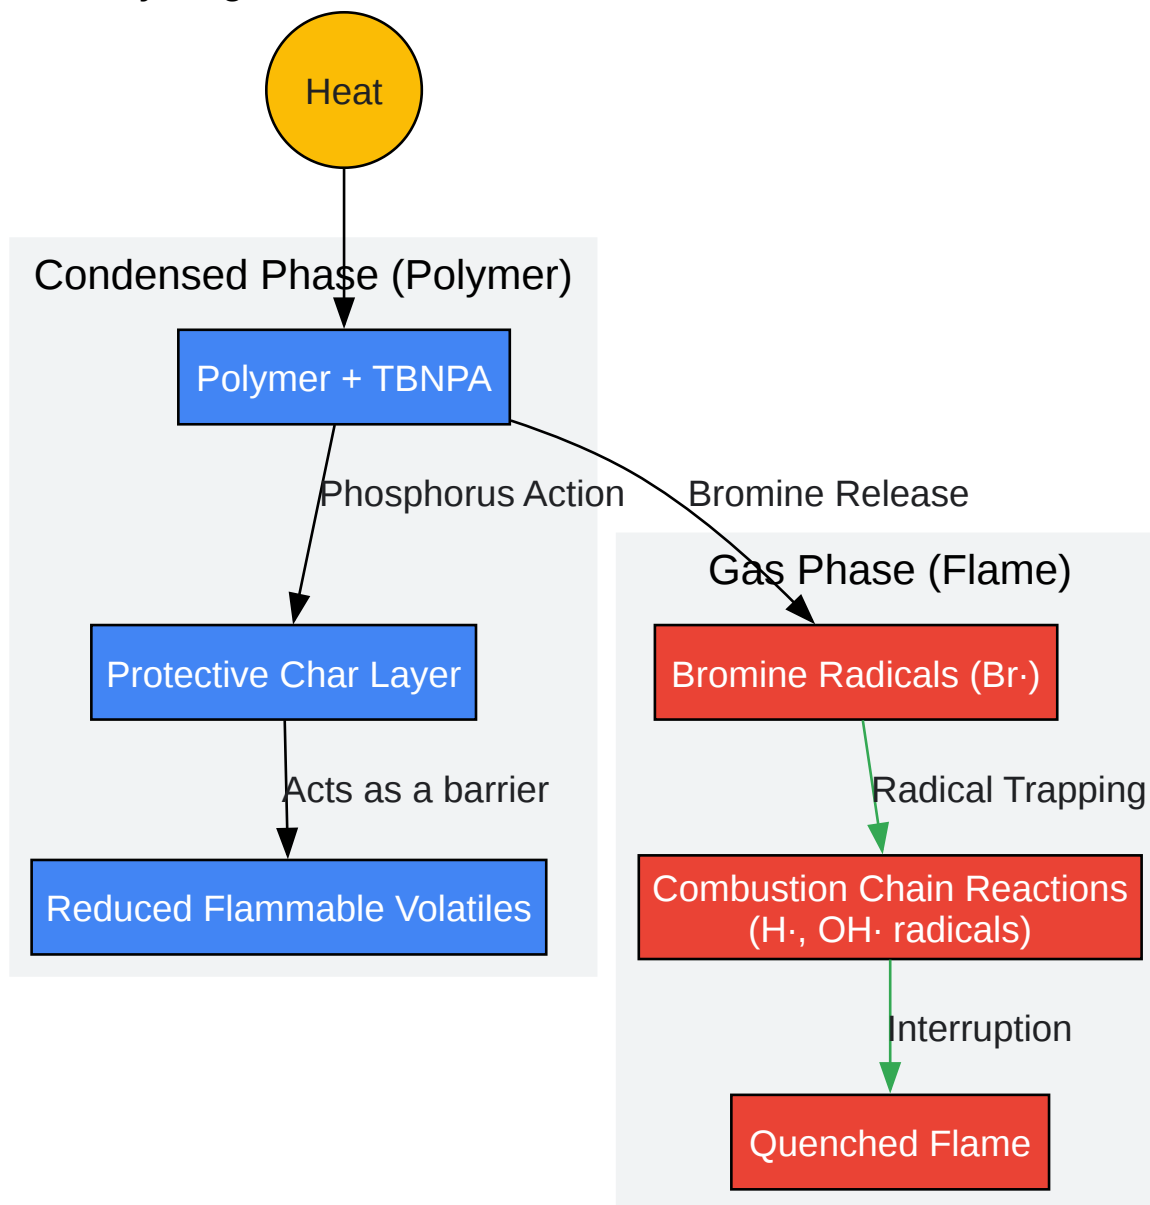 Heat
Condensed Phase (Polymer)
Polymer + TBNPA
Phosphorus Action
Bromine Release
Gas Phase (Flame)
Protective Char Layer
Bromine Radicals (Br·)
Acts as a barrier
Radical Trapping
Reduced Flammable Volatiles
Combustion Chain Reactions
(H·, OH· radicals)
Interruption
Quenched Flame